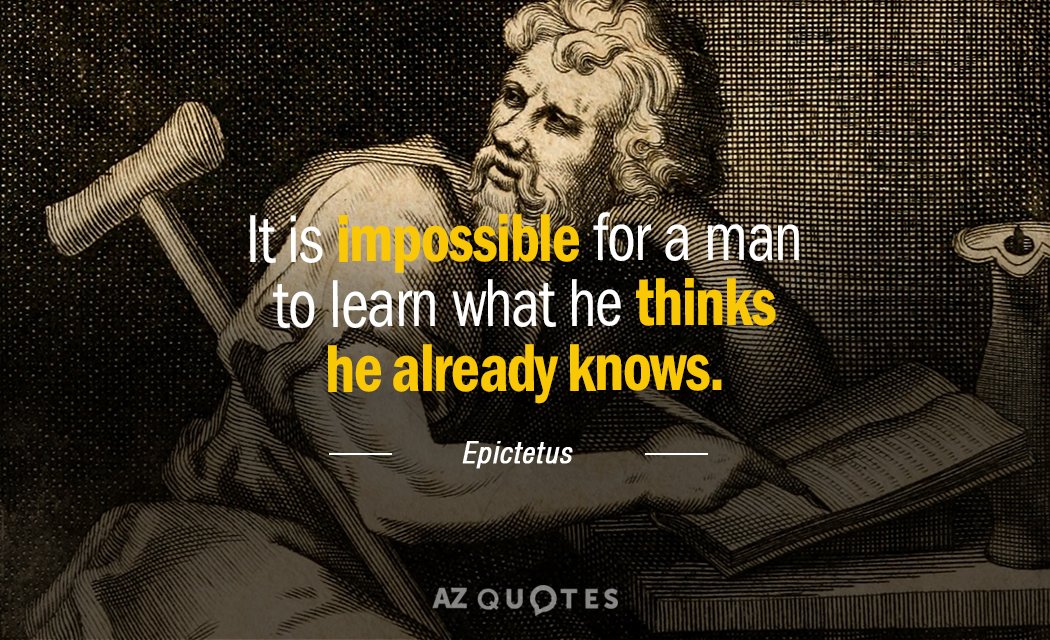 It is impossible for a man
to learn what he thinks
he already knows.
Epictetus
AZ QUOTES